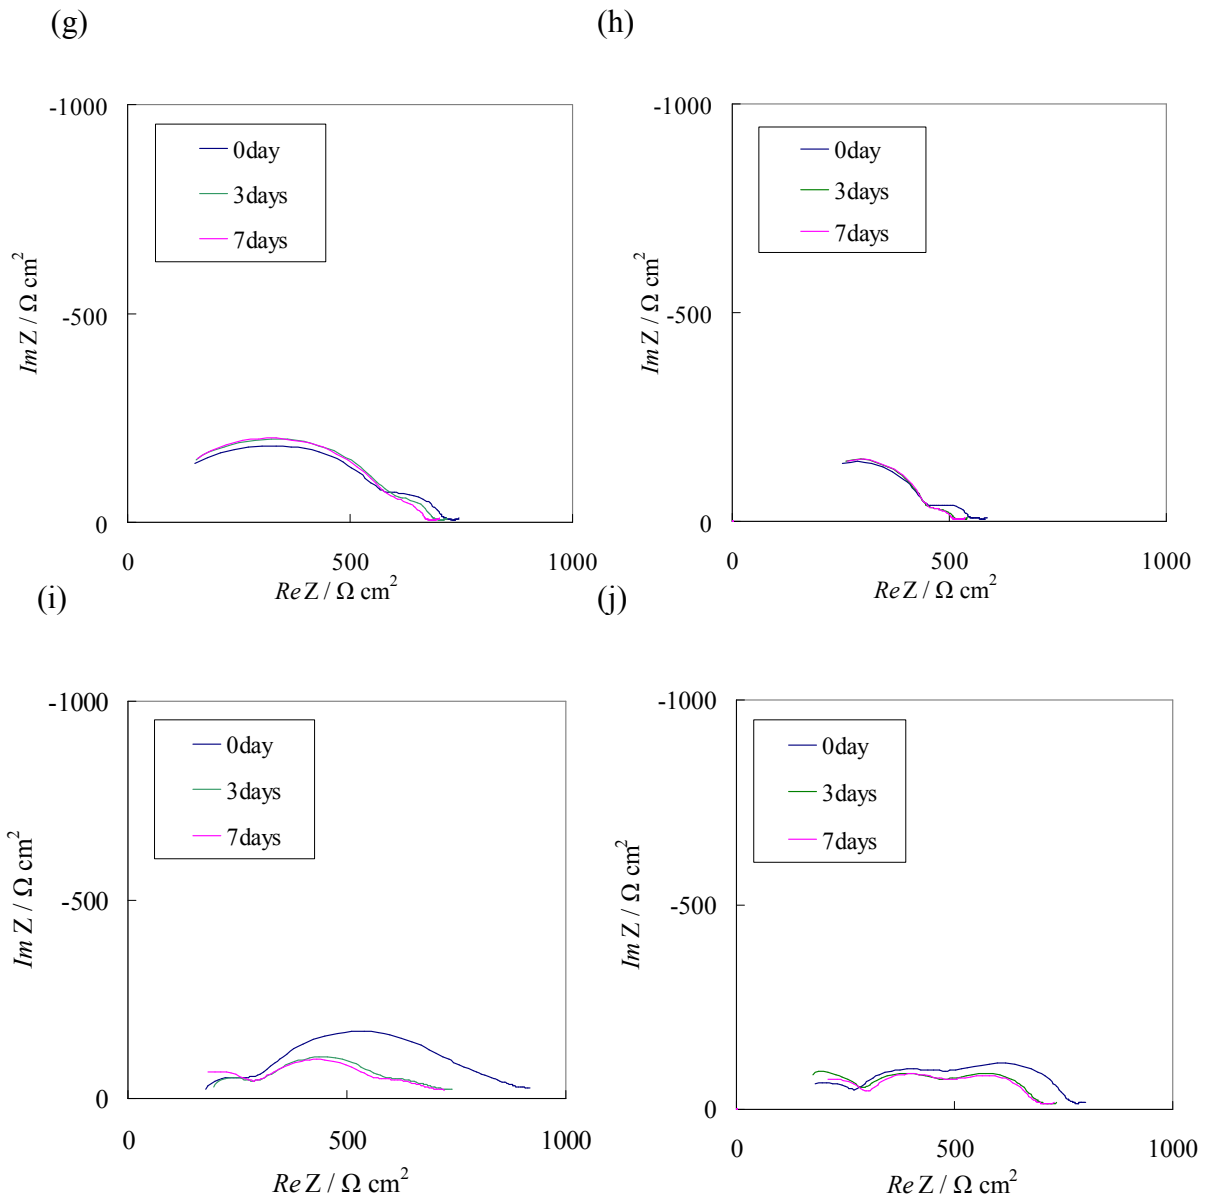 (g)
-1000
-500
0
0day
3days
7days
Im Z / Ω cm²
0 500 1000
Re Z / Ω cm²
(h)
-1000
-500
0
0day
3days
7days
Im Z / Ω cm²
0 500 1000
Re Z / Ω cm²
(i)
-1000
-500
0
0day
3days
7days
Im Z / Ω cm²
0 500 1000
Re Z / Ω cm²
(j)
-1000
-500
0
0day
3days
7days
Im Z / Ω cm²
0 500 1000
Re Z / Ω cm²